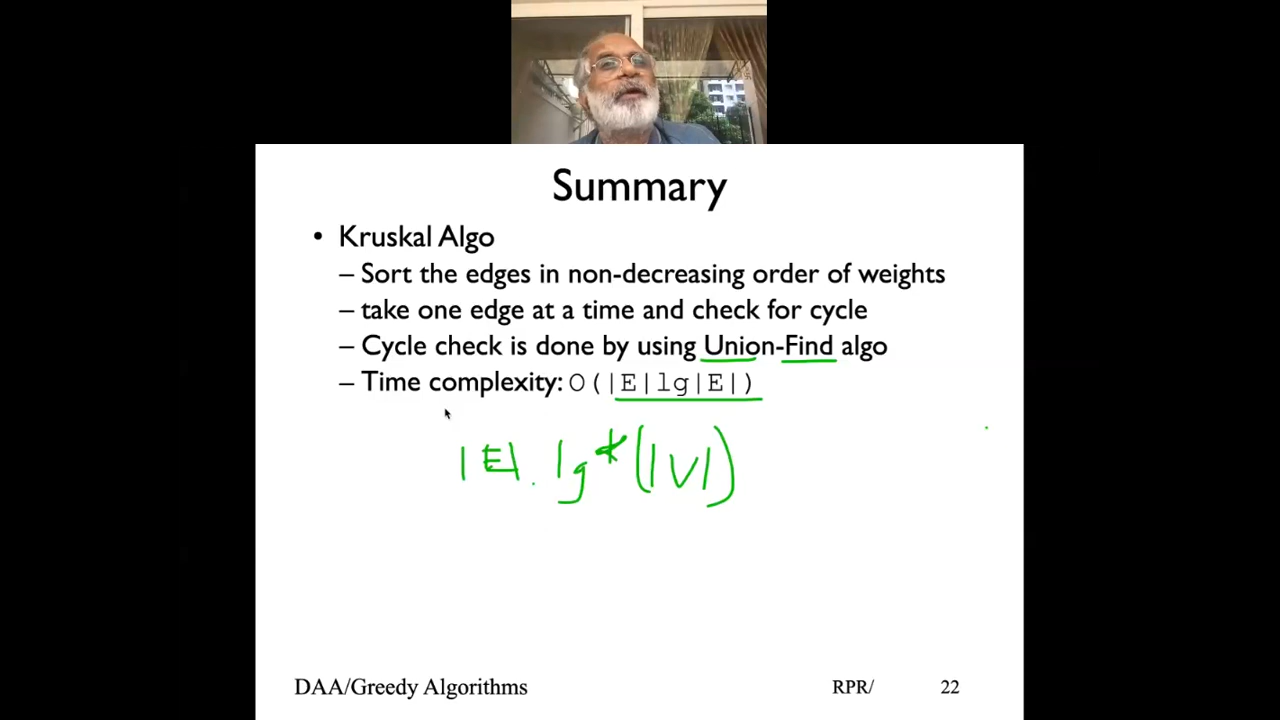 Summary
• Kruskal Algo
– Sort the edges in non-decreasing order of weights
– take one edge at a time and check for cycle
– Cycle check is done by using Union-Find algo
– Time complexity: O(|E|lg|E|)
|E|. lg*(|V|)
DAA/Greedy Algorithms RPR/ 22